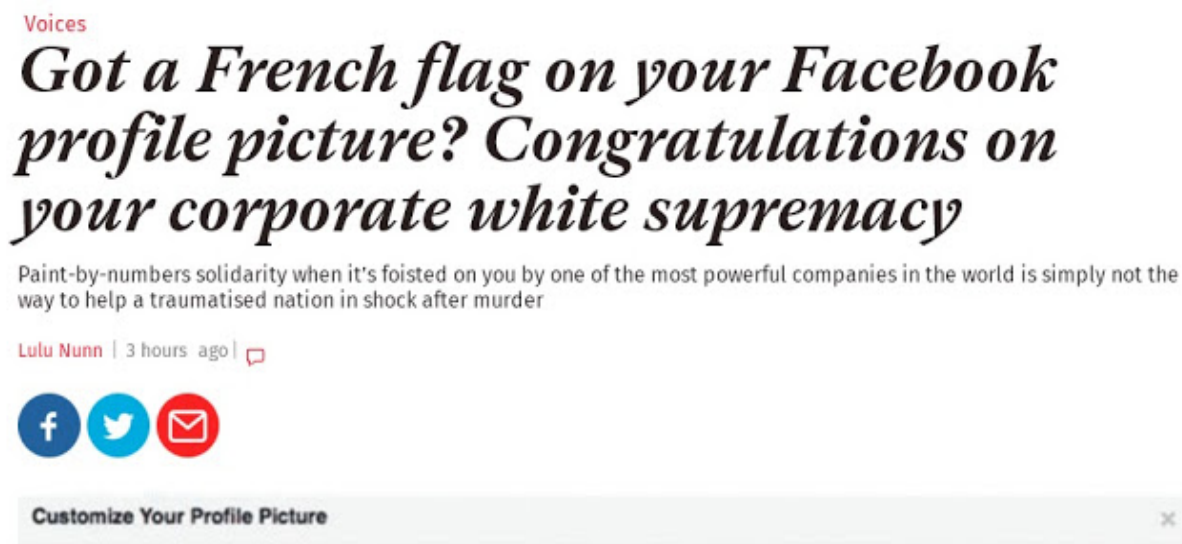 Voices
Got a French flag on your Facebook
profile picture? Congratulations on
your corporate white supremacy
Paint-by-numbers solidarity when it's foisted on you by one of the most powerful companies in the world is simply not the
way to help a traumatised nation in shock after murder
Lulu Nunn | 3 hours ago |
Customize Your Profile Picture